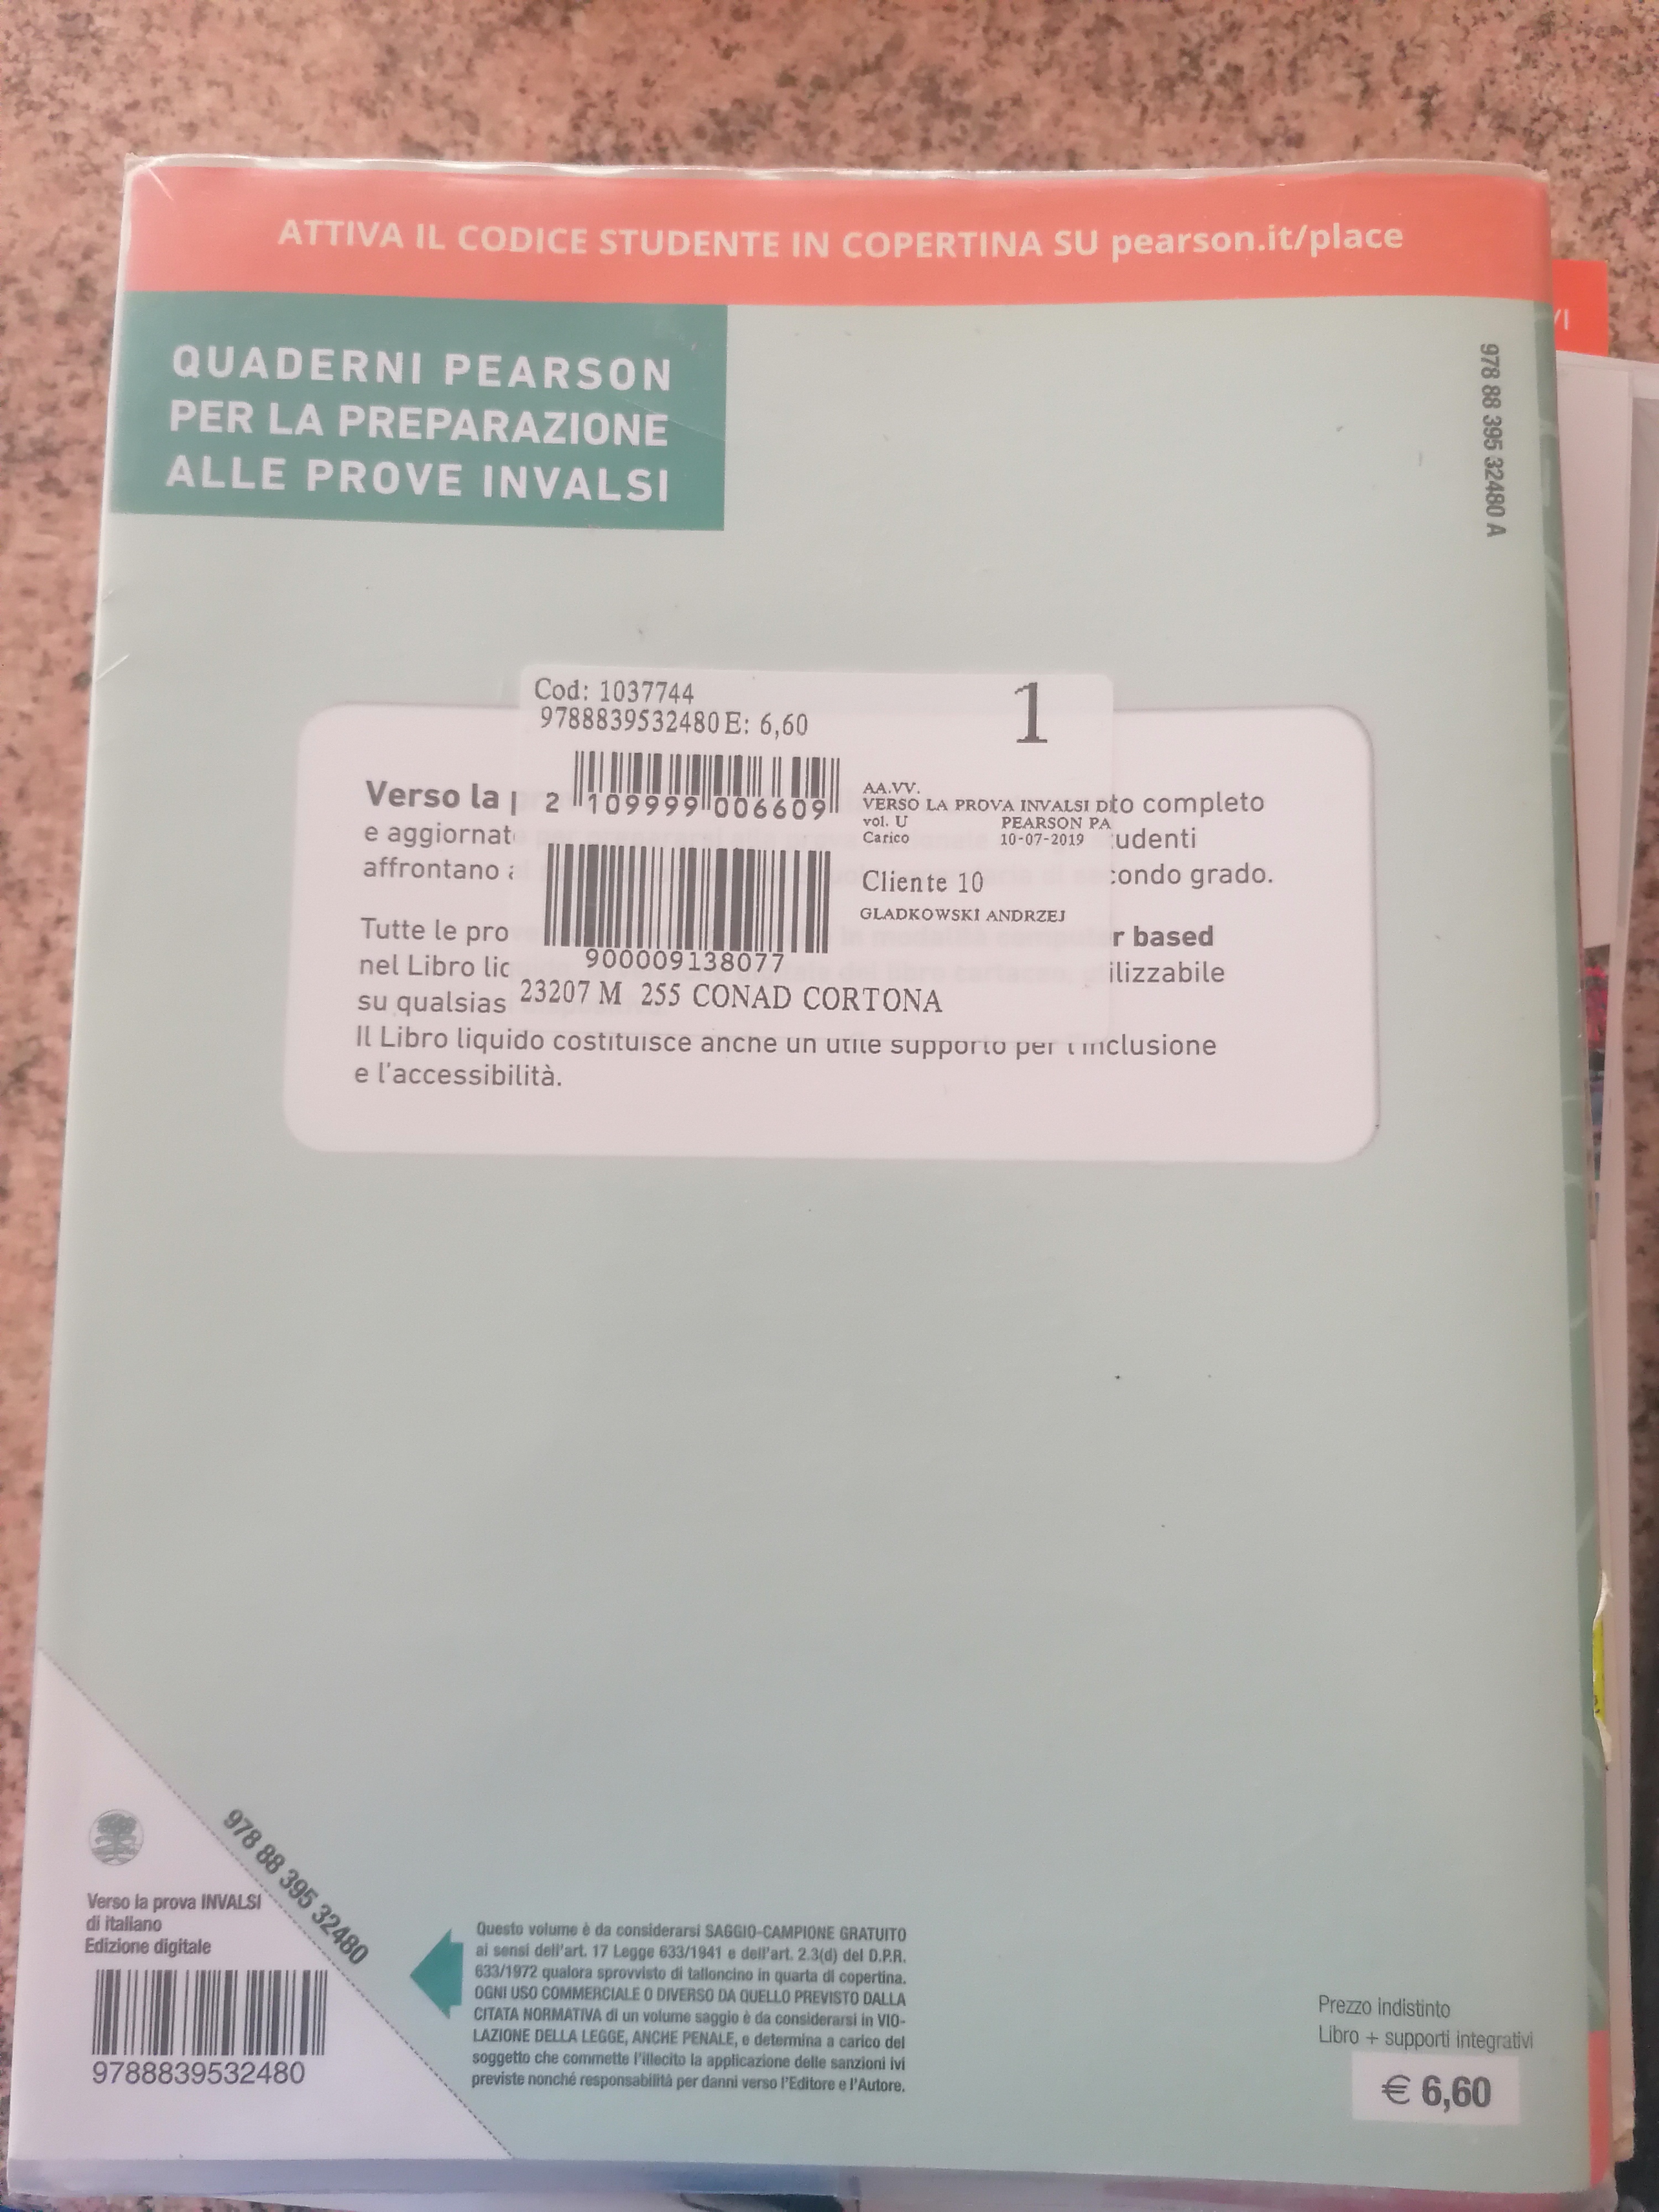 ATTIVA IL CODICE STUDENTE IN COPERTINA SU pearson.it/place
QUADERNI PEARSON
PER LA PREPARAZIONE
ALLE PROVE INVALSI
978 88 395 32480 A
Cod: 1037744
9788839532480 E: 6,60
1
2 109999 006609
AA.VV.
VERSO LA PROVA INVALSI D
vol. U PEARSON PA
Carico 10-07-2019
Cliente 10
GLADKOWSKI ANDRZEJ
900009138077
23207 M 255 CONAD CORTONA
Verso la completo
e
affrontano condo grado.
Tutte le r based
nel Libro
su
Il Libro liquido costituisce anche un utile supporto per l'inclusione
e l'accessibilità.
978 88 395 32480
Verso la prova INVALSI
di italiano
Edizione digitale
9788839532480
Questo volume è da considerarsi SAGGIO-CAMPIONE GRATUITO
ai sensi dell'art. 17 Legge 633/1941 e dell'art. 2.3(d) del D.P.R.
633/1972 qualora sprovvisto di talloncino in quarta di copertina.
OGNI USO COMMERCIALE O DIVERSO DA QUELLO PREVISTO DALLA
CITATA NORMATIVA di un volume saggio è da considerarsi in VIO-
LAZIONE DELLA LEGGE, ANCHE PENALE, e determina a carico del
soggetto che commette l'illecito la applicazione delle sanzioni ivi
previste nonché responsabilità per danni verso l'Editore e l'Autore.
Prezzo indistinto
Libro + supporti integrativi
€ 6,60